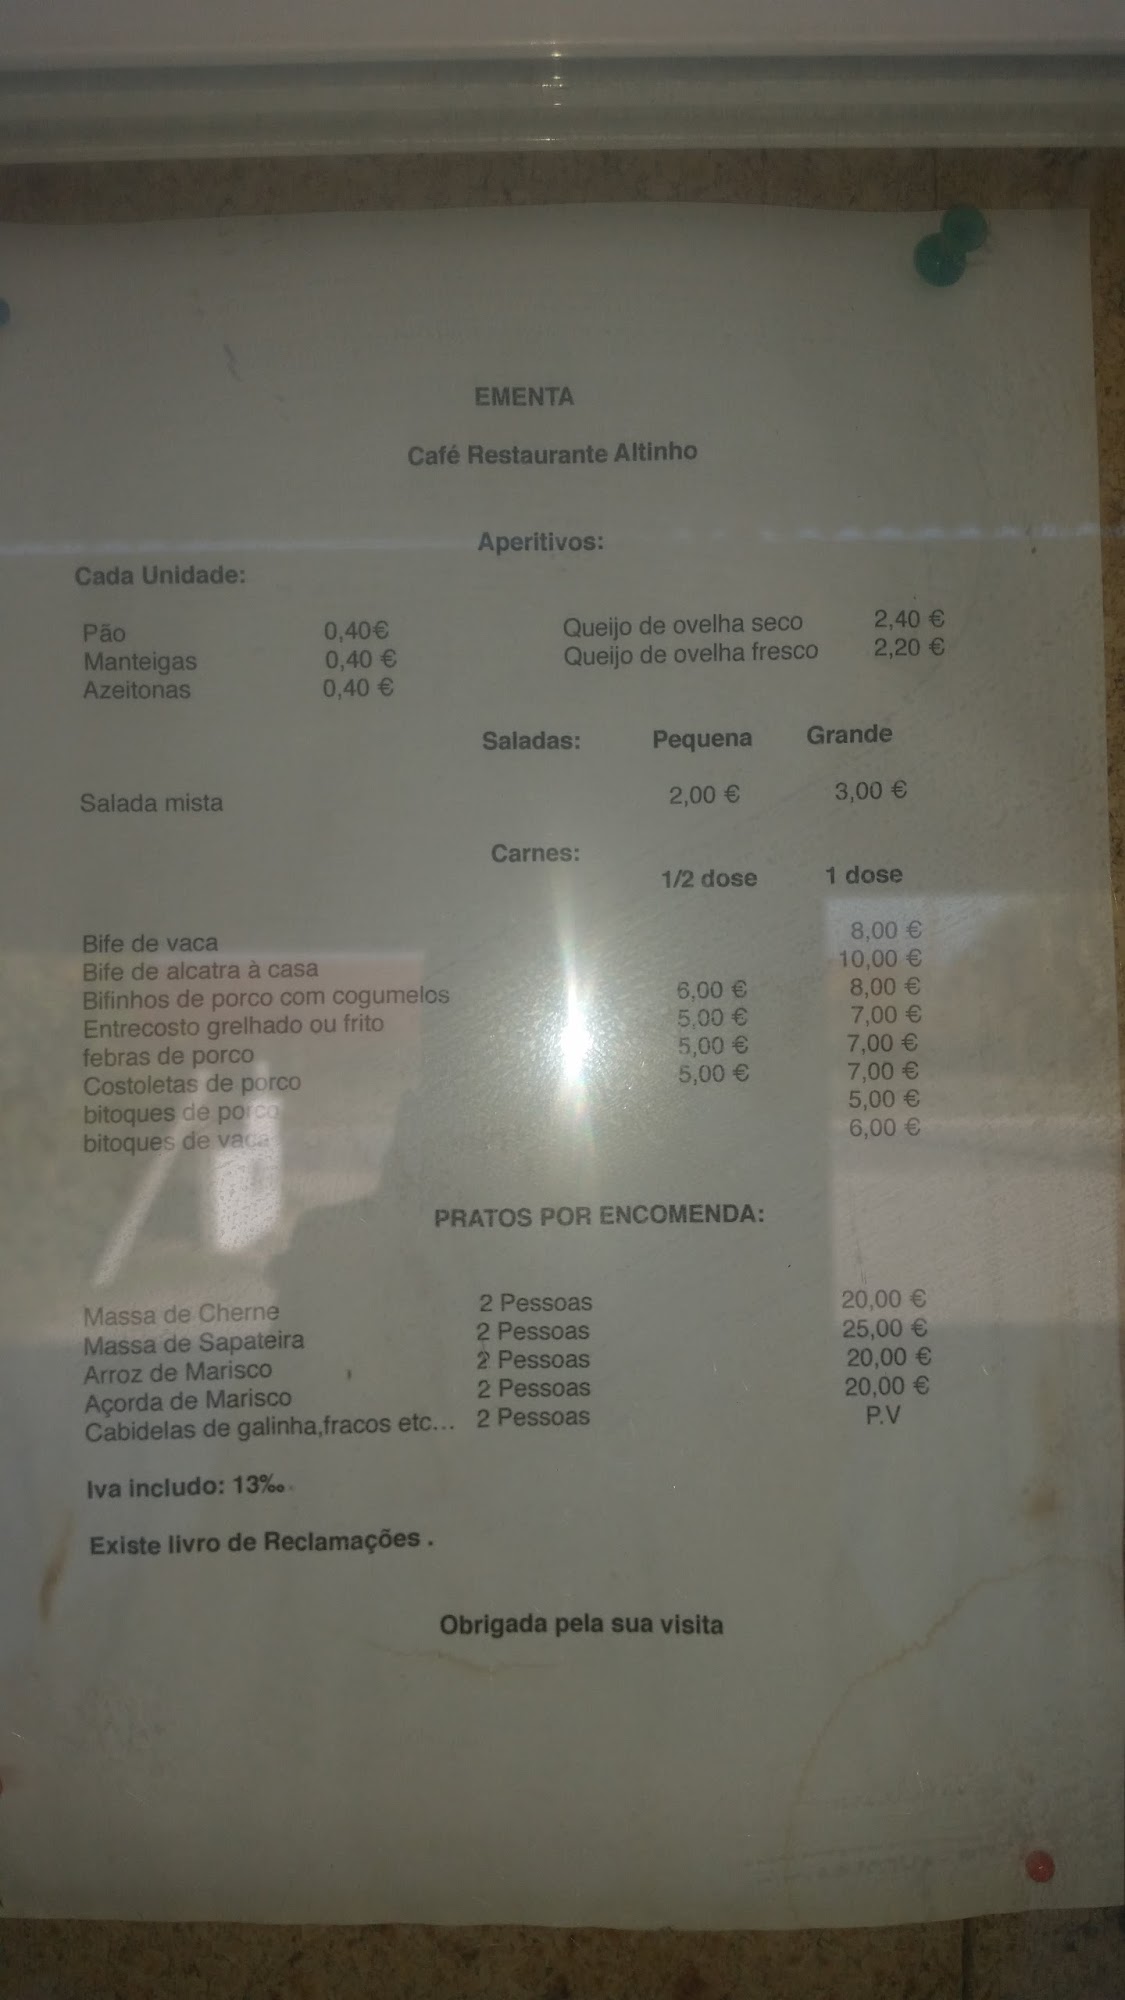 EMENTA
Café Restaurante Altinho
Aperitivos:
Cada Unidade:
Pão 0,40€ Queijo de ovelha seco 2,40 €
Manteigas 0,40 € Queijo de ovelha fresco 2,20 €
Azeitonas 0,40 €
Saladas: Pequena Grande
Salada mista 2,00 € 3,00 €
Carnes:
1/2 dose 1 dose
Bife de vaca 8,00 €
Bife de alcatra à casa 10,00 €
Bifinhos de porco com cogumelos 6,00 € 8,00 €
Entrecosto grelhado ou frito 5,00 € 7,00 €
febras de porco 5,00 € 7,00 €
Costoletas de porco 5,00 € 7,00 €
bitoques de porco 5,00 €
bitoques de vaca 6,00 €
PRATOS POR ENCOMENDA:
Massa de Cherne 2 Pessoas 20,00 €
Massa de Sapateira 2 Pessoas 25,00 €
Arroz de Marisco 2 Pessoas 20,00 €
Açorda de Marisco 2 Pessoas 20,00 €
Cabidelas de galinha,fracos etc... 2 Pessoas P.V
Iva includo: 13‰
Existe livro de Reclamações .
Obrigada pela sua visita